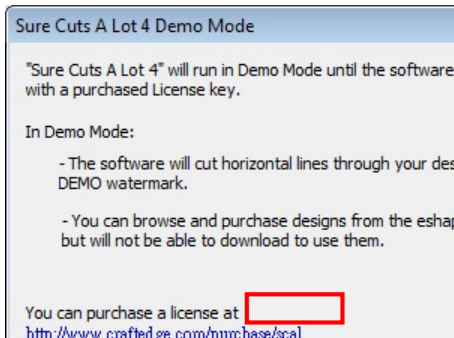 Sure Cuts A Lot 4 Demo Mode
"Sure Cuts A Lot 4" will run in Demo Mode until the software
with a purchased License key.
In Demo Mode:
- The software will cut horizontal lines through your des
DEMO watermark.
- You can browse and purchase designs from the eshap
but will not be able to download to use them.
You can purchase a license at
http://www.craftedge.com/purchase/scal